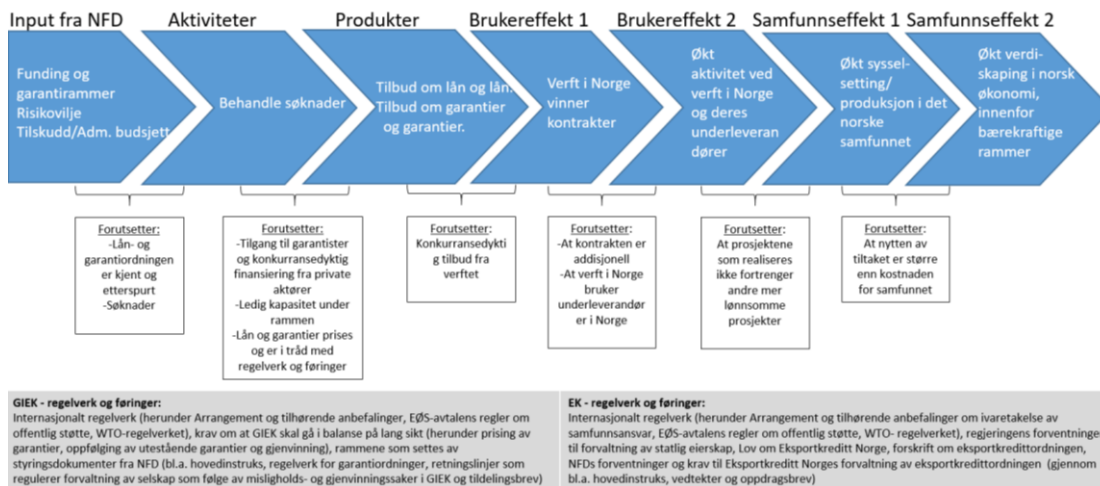 Input fra NFD
Aktiviteter
Produkter
Brukereffekt 1
Brukereffekt 2
Samfunnseffekt 1
Samfunnseffekt 2
Funding og
garantirammer
Risikovilje
Tilskudd/Adm. budsjett
Behandle søknader
Tilbud om lån og lån.
Tilbud om garantier
og garantier.
Verft i Norge
vinner
kontrakter
Økt
aktivitet ved
verft i Norge
og deres
underleveran
dører
Økt syssel-
setting/
produksjon i det
norske
samfunnet
Økt verdi-
skaping i norsk
økonomi,
innenfor
bærekraftige
rammer
Forutsetter:
-Lån- og
garantiordningen
er kjent og
etterspurt
-Søknader
Forutsetter:
-Tilgang til garantister
og konkurransedyktig
finansiering fra private
aktører
-Ledig kapasitet under
rammen
-Lån og garantier prises
og er i tråd med
regelverk og føringer
Forutsetter:
Konkurransedykti
g tilbud fra
verftet
Forutsetter:
-At kontrakten er
addisjonell
-At verft i Norge
bruker
underleverandør
er i Norge
Forutsetter:
At prosjektene
som realiseres
ikke fortrenger
andre mer
lønnsomme
prosjekter
Forutsetter:
At nytten av
tiltaket er større
enn kostnaden
for samfunnet
GIEK - regelverk og føringer:
Internasjonalt regelverk (herunder Arrangement og tilhørende anbefalinger, EØS-avtalens regler om
offentlig støtte, WTO-regelverket), krav om at GIEK skal gå i balanse på lang sikt (herunder prising av
garantier, oppfølging av utestående garantier og gjenvinning), rammene som settes av
styringsdokumenter fra NFD (bl.a. hovedinstruks, regelverk for garantiordninger, retningslinjer som
regulerer forvaltning av selskap som følge av misligholds- og gjenvinningssaker i GIEK og tildelingsbrev)
EK - regelverk og føringer:
Internasjonalt regelverk (herunder Arrangement og tilhørende anbefalinger om ivaretakelse av
samfunnsansvar, EØS-avtalens regler om offentlig støtte, WTO- regelverket), regjeringens forventninger
til forvaltning av statlig eierskap, Lov om Eksportkreditt Norge, forskrift om eksportkredittordningen,
NFDs forventninger og krav til Eksportkreditt Norges forvaltning av eksportkredittordningen (gjennom
bl.a. hovedinstruks, vedtekter og oppdragsbrev)